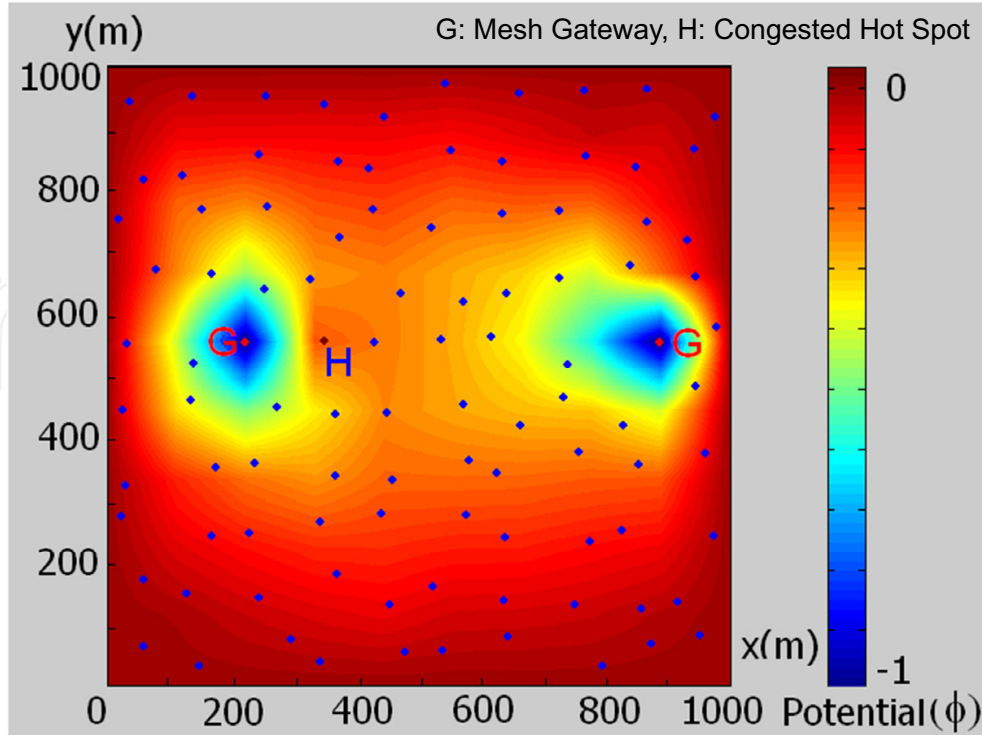 y(m)
G: Mesh Gateway, H: Congested Hot Spot
1000
800
600
400
200
0
200
400
600
800
1000
x(m)
G
H
G
0
-1
Potential(ϕ)